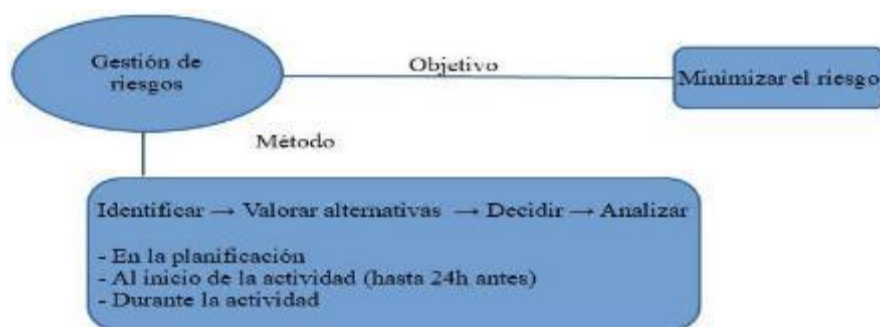 Gestión de
riesgos
Objetivo
Minimizar el riesgo
Método
Identificar → Valorar alternativas → Decidir → Analizar
- En la planificación
- Al inicio de la actividad (hasta 24h antes)
- Durante la actividad